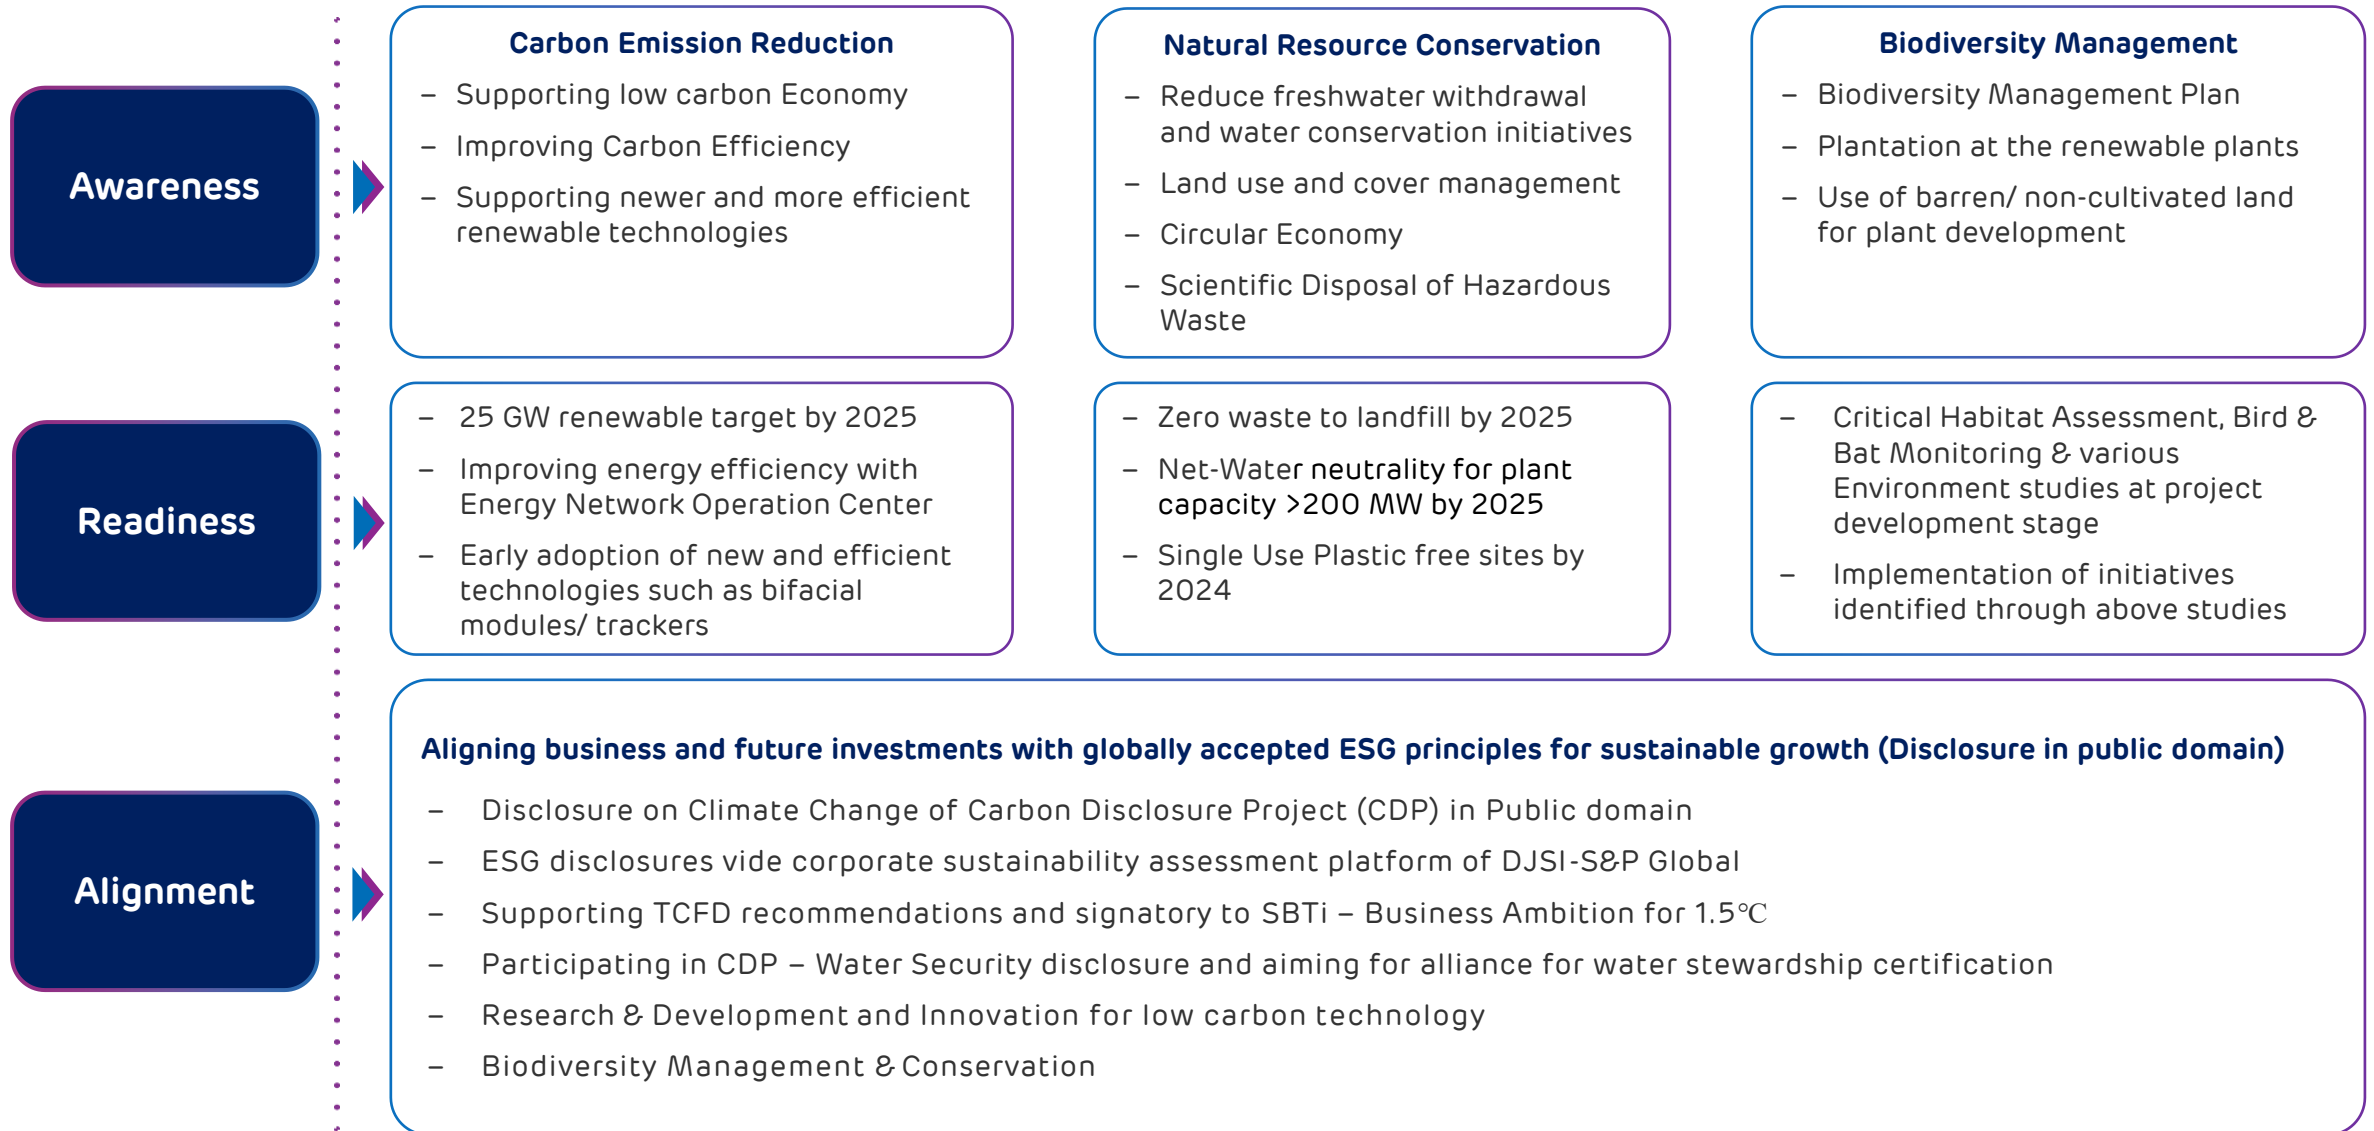 Awareness
Carbon Emission Reduction
– Supporting low carbon Economy
– Improving Carbon Efficiency
– Supporting newer and more efficient
renewable technologies
Natural Resource Conservation
– Reduce freshwater withdrawal
and water conservation initiatives
– Land use and cover management
– Circular Economy
– Scientific Disposal of Hazardous
Waste
Biodiversity Management
– Biodiversity Management Plan
– Plantation at the renewable plants
– Use of barren/ non-cultivated land
for plant development
Readiness
– 25 GW renewable target by 2025
– Improving energy efficiency with
Energy Network Operation Center
– Early adoption of new and efficient
technologies such as bifacial
modules/ trackers
– Zero waste to landfill by 2025
– Net-Water neutrality for plant
capacity >200 MW by 2025
– Single Use Plastic free sites by
2024
– Critical Habitat Assessment, Bird &
Bat Monitoring & various
Environment studies at project
development stage
– Implementation of initiatives
identified through above studies
Alignment
Aligning business and future investments with globally accepted ESG principles for sustainable growth (Disclosure in public domain)
– Disclosure on Climate Change of Carbon Disclosure Project (CDP) in Public domain
– ESG disclosures vide corporate sustainability assessment platform of DJSI-S&P Global
– Supporting TCFD recommendations and signatory to SBTi – Business Ambition for 1.5℃
– Participating in CDP – Water Security disclosure and aiming for alliance for water stewardship certification
– Research & Development and Innovation for low carbon technology
– Biodiversity Management & Conservation